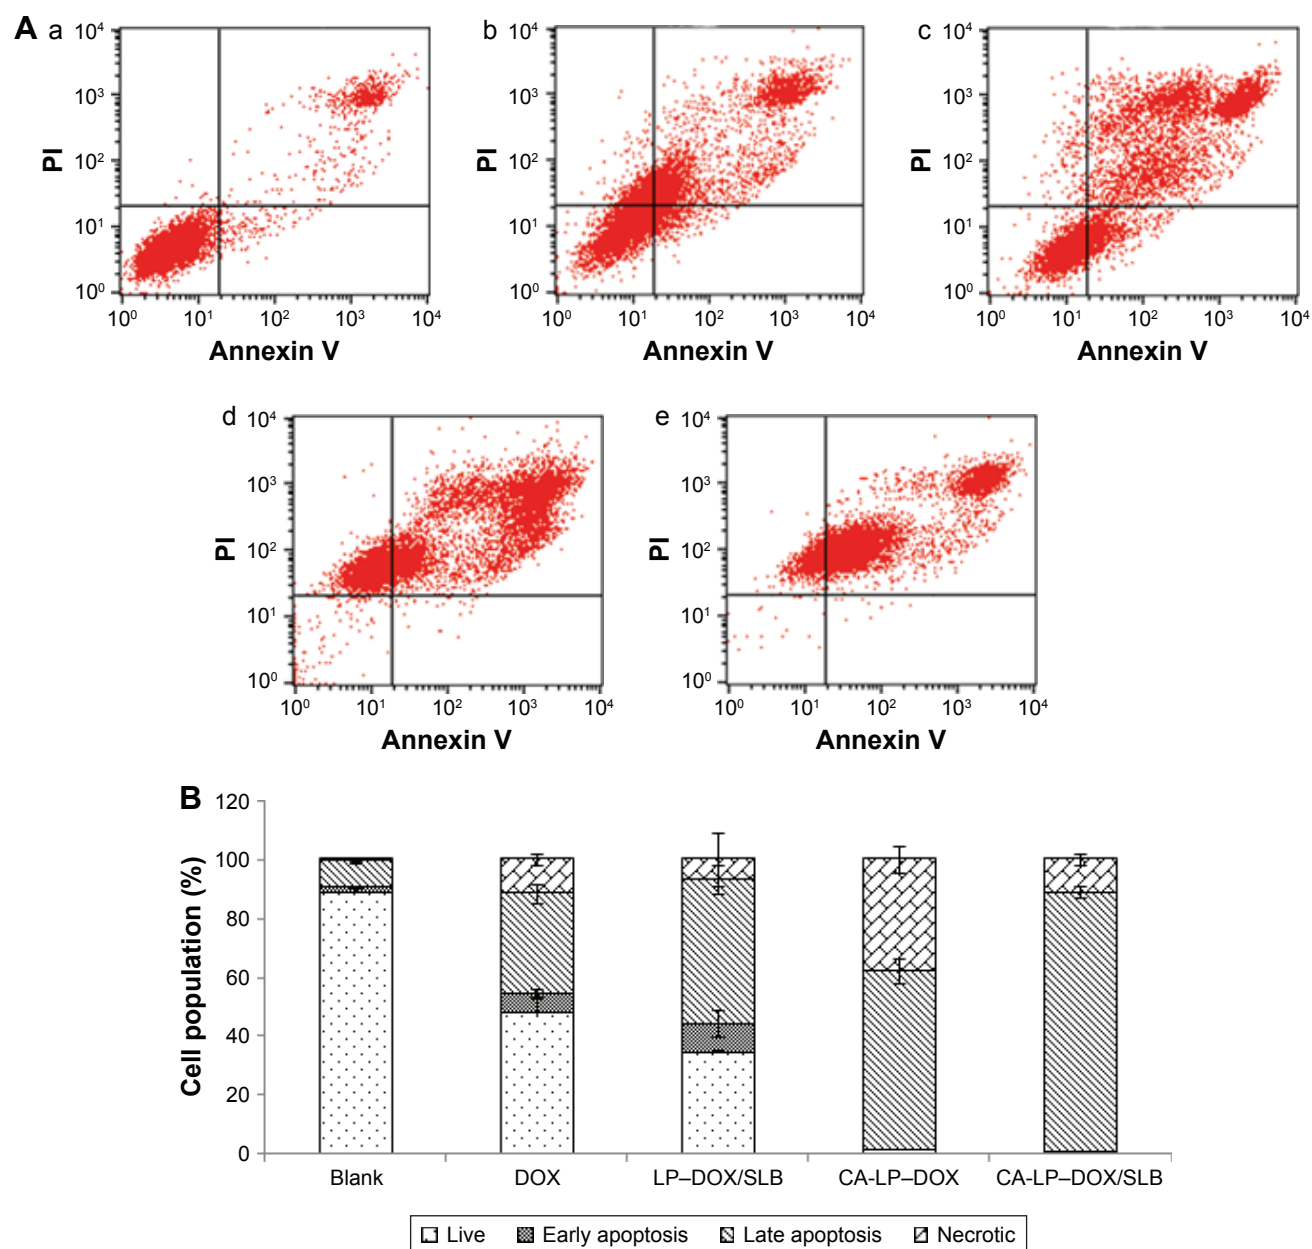 A a b c
10⁴ 10⁴ 10⁴
10³ 10³ 10³
PI PI PI
10² 10² 10²
10¹ 10¹ 10¹
10⁰ 10⁰ 10⁰
10⁰ 10¹ 10² 10³ 10⁴ 10⁰ 10¹ 10² 10³ 10⁴ 10⁰ 10¹ 10² 10³ 10⁴
Annexin V Annexin V Annexin V
d e
10⁴ 10⁴
10³ 10³
PI PI
10² 10²
10¹ 10¹
10⁰ 10⁰
10⁰ 10¹ 10² 10³ 10⁴ 10⁰ 10¹ 10² 10³ 10⁴
Annexin V Annexin V
B
Cell population (%)
120
100
80
60
40
20
0
Blank DOX LP–DOX/SLB CA-LP–DOX CA-LP–DOX/SLB
Live Early apoptosis Late apoptosis Necrotic